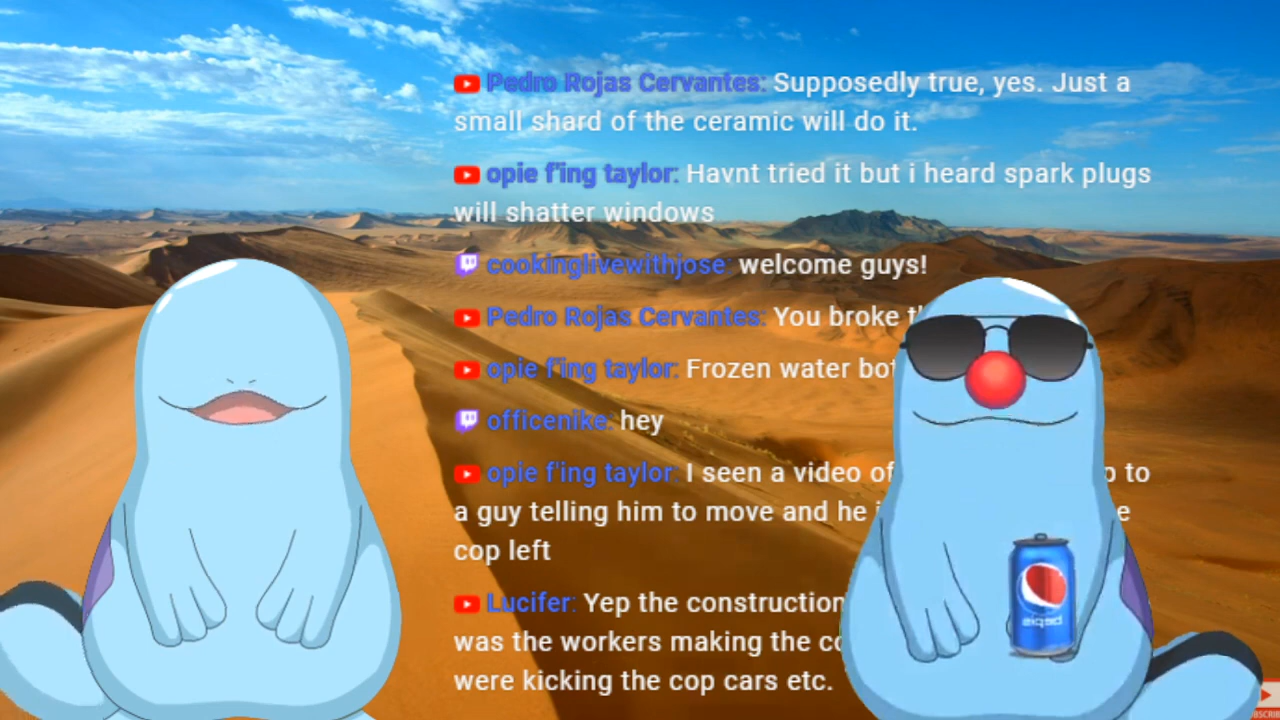 Pedro Rojas Cervantes: Supposedly true, yes. Just a
small shard of the ceramic will do it.
opie f'ing taylor: Havnt tried it but i heard spark plugs
will shatter windows
cookinglivewithjose: welcome guys!
Pedro Rojas Cervantes: You broke
opie f'ing taylor: Frozen water
officenike: hey
opie f'ing taylor: I seen a video of to
a guy telling him to move and he
cop left
Lucifer: Yep the construction
was the workers making the
were kicking the cop cars etc.